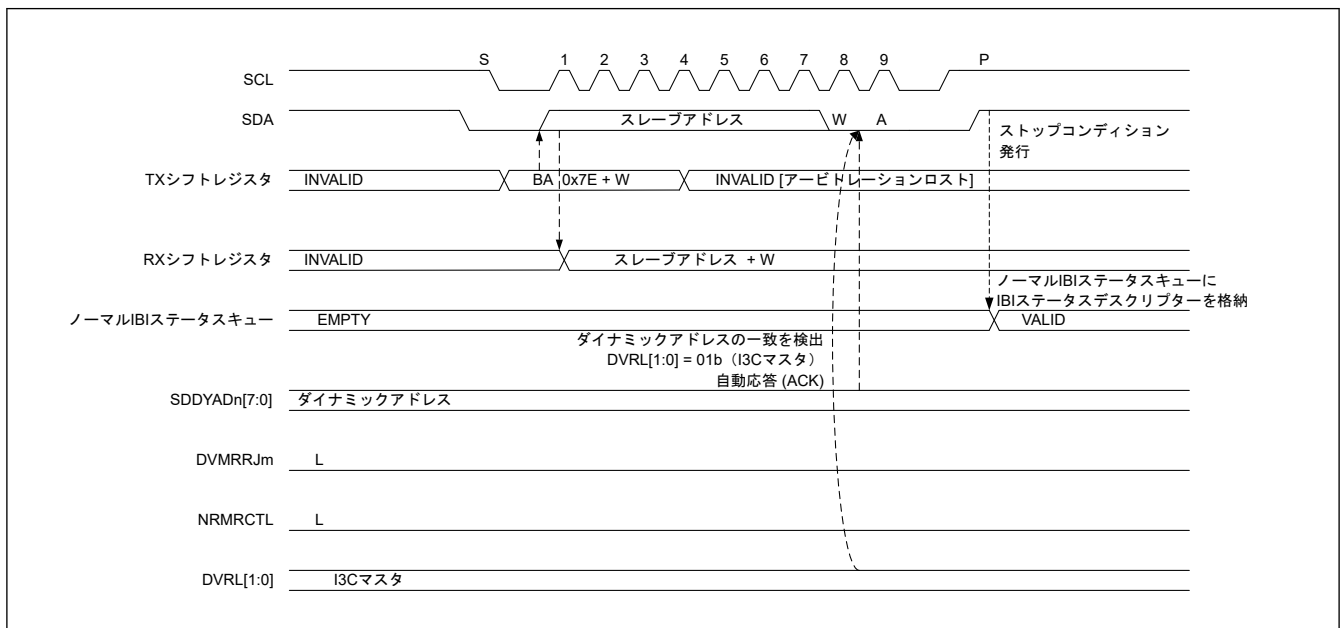 S 1 2 3 4 5 6 7 8 9 P
SCL
SDA スレーブアドレス W A
ストップコンディション
発行
TXシフトレジスタ INVALID BA 0x7E + W INVALID [アービトレーションロスト]
RXシフトレジスタ INVALID スレーブアドレス + W
ノーマルIBIステータスキューに
IBIステータスデスクリプターを格納
ノーマルIBIステータスキュー EMPTY VALID
ダイナミックアドレスの一致を検出
DVRL[1:0] = 01b（I3Cマスタ）
自動応答 (ACK)
SDDYADn[7:0] ダイナミックアドレス
DVMRRJm L
NRMRCTL L
DVRL[1:0] I3Cマスタ